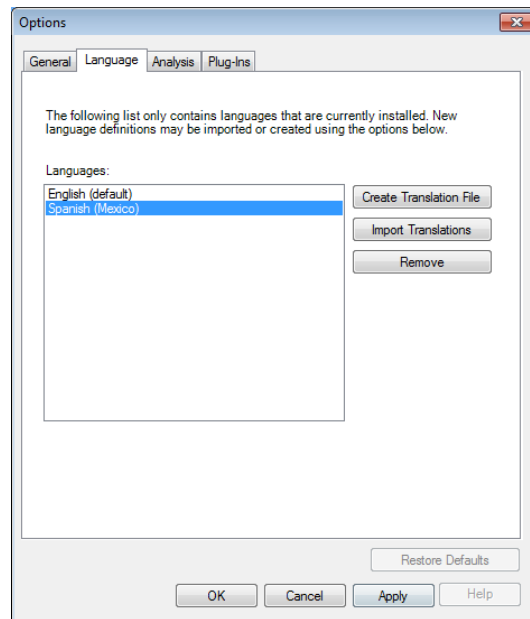 Options
General Language Analysis Plug-Ins
The following list only contains languages that are currently installed. New
language definitions may be imported or created using the options below.
Languages:
English (default)
Spanish (Mexico)
Create Translation File
Import Translations
Remove
Restore Defaults
OK Cancel Apply Help